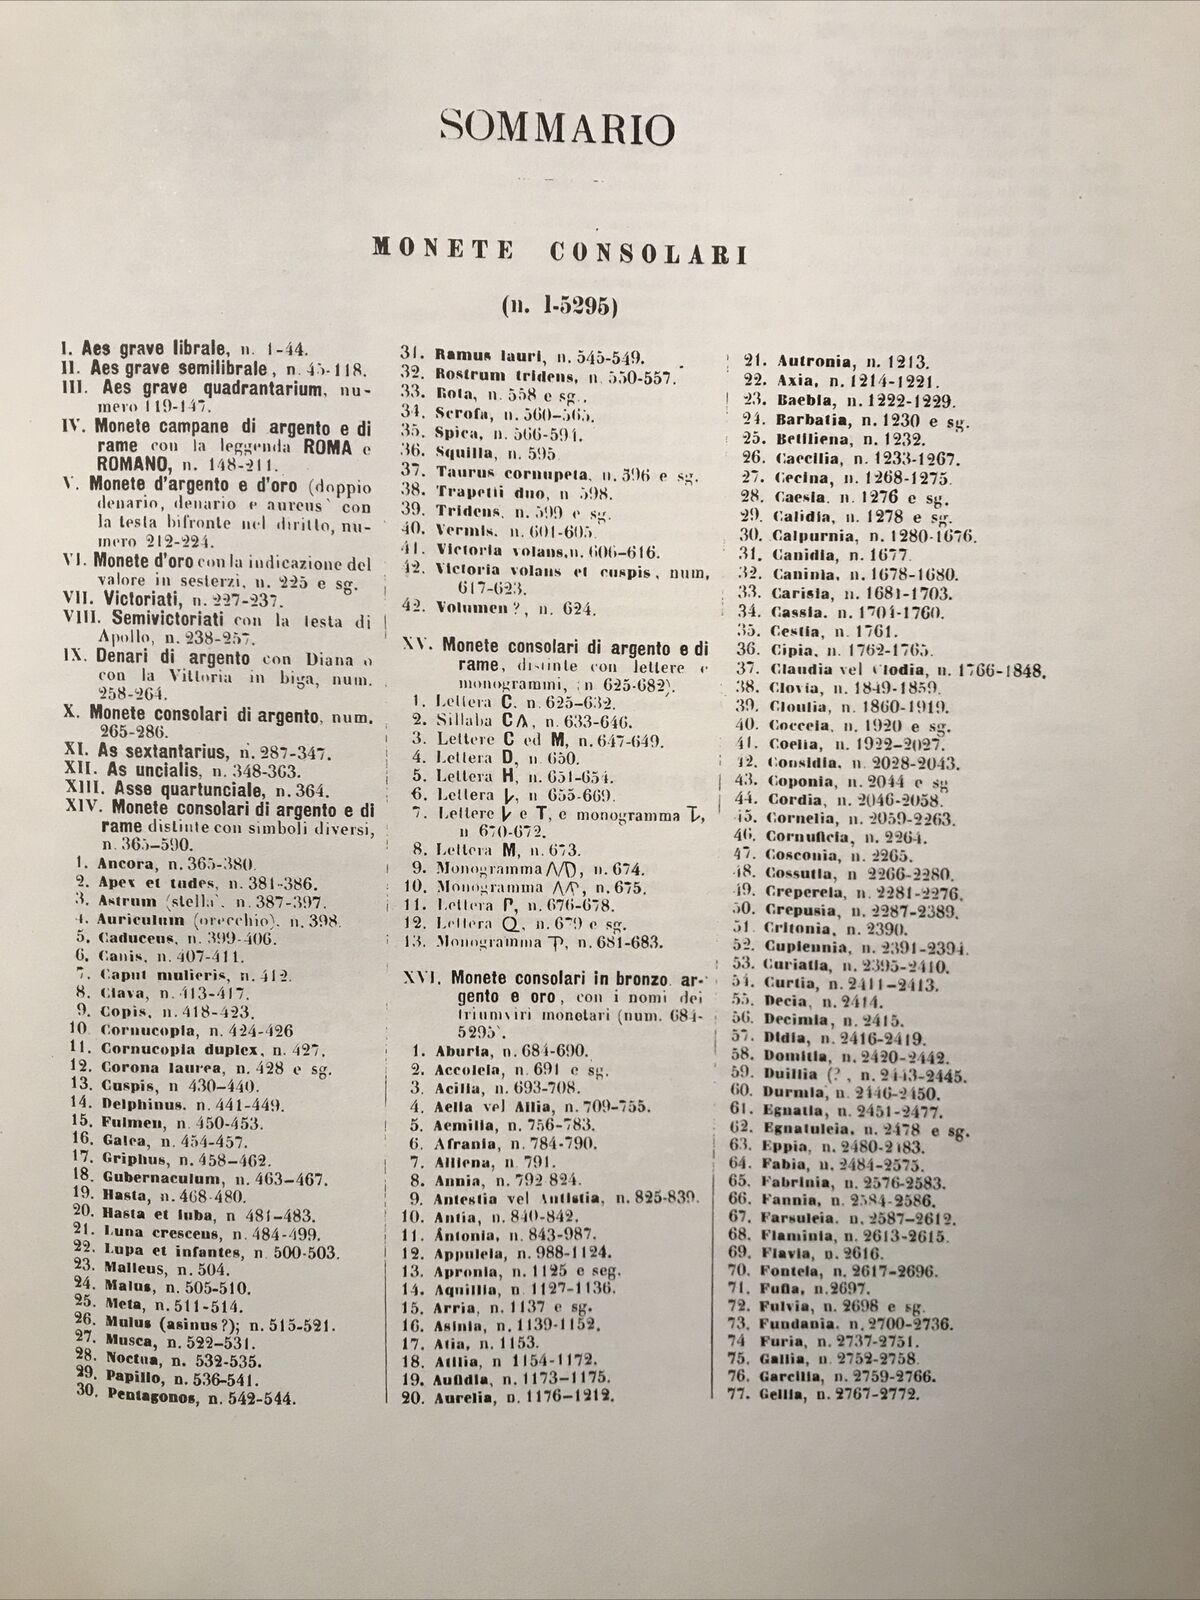 SOMMARIO
MONETE CONSOLARI
(n. 1-5295)
I. Aes grave librale, n. 1-44.
II. Aes grave semilibrale, n. 45-118.
III. Aes grave quadrantarium, nu-
mero 119-147.
IV. Monete campane di argento e di
rame con la leggenda ROMA e
ROMANO, n. 148-211.
V. Monete d'argento e d'oro (doppio
denario, denario e aureus) con
la testa bifronte nel diritto, nu-
mero 212-224.
VI. Monete d'oro con la indicazione del
valore in sesterzi, n. 225 e sg.
VII. Victoriati, n. 227-237.
VIII. Semivictoriati con la testa di
Apollo, n. 238-257.
IX. Denari di argento con Diana o
con la Vittoria in biga, num.
258-264.
X. Monete consolari di argento, num.
265-286.
XI. As sextantarius, n. 287-347.
XII. As uncialis, n. 348-363.
XIII. Asse quartunciale, n. 364.
XIV. Monete consolari di argento e di
rame distinte con simboli diversi,
n. 365-590.
1. Ancora, n. 365-380.
2. Apex et tudes, n. 381-386.
3. Astrum (stella). n. 387-397.
4. Auriculum (orecchio). n. 398.
5. Caduceus, n. 399-406.
6. Canis, n. 407-411.
7. Caput mulieris, n. 412.
8. Clava, n. 413-417.
9. Copis, n. 418-423.
10 Cornucopia, n. 424-426
11. Cornucopia duplex, n. 427.
12. Corona laurea, n. 428 e sg.
13. Cuspis, n 430-440.
14. Delphinus. n. 441-449.
15. Fulmen, n. 450-453.
16. Galea, n. 454-457.
17. Griphus, n. 458-462.
18. Gubernaculum, n. 463-467.
19. Hasta, n. 468-480.
20. Hasta et iuba, n 481-483.
21. Luna crescens, n. 484-499.
22. Lupa et infantes, n. 500-503.
23. Malleus, n. 504.
24. Malus, n. 505-510.
25. Meta, n. 511-514.
26. Mulus (asinus?); n. 515-521.
27. Musca, n. 522-531.
28. Noctua, n. 532-535.
29. Papilio, n. 536-541.
30. Pentagonos, n. 542-544.
31. Ramus lauri, n. 545-549.
32. Rostrum tridens, n. 550-557.
33. Rota, n. 558 e sg.
34. Scrofa, n. 560-565.
35. Spica, n. 566-594.
36. Squilla, n. 595
37. Taurus cornupeta, n. 596 e sg.
38. Trapetii duo, n 598.
39. Tridens, n. 599 e sg.
40. Vermis, n. 601-605.
41. Victoria volans, n. 606-616.
42. Victoria volans et cuspis, num,
617-623.
42. Volumen?, n. 624.
XV. Monete consolari di argento e di
rame, distinte con lettere e
monogrammi, (n 625-682).
1. Lettera C, n. 625-632.
2. Sillaba CΛ, n. 633-646.
3. Lettere C ed M, n. 647-649.
4. Lettera D, n. 650.
5. Lettera H, n. 651-654.
6. Lettera n. 655-669.
7. Lettere e T, e monogramma
n 670-672.
8. Lettera M, n. 673.
9. Monogramma n. 674.
10. Monogramma n. 675.
11. Lettera P, n. 676-678.
12. Lettera Q, n. 679 e sg.
13. Monogramma n. 681-683.
XVI. Monete consolari in bronzo, ar-
gento e oro, con i nomi dei
triumviri monetari (num. 684-
5295).
1. Aburia, n. 684-690.
2. Accoleia, n. 691 e sg.
3. Acilia, n. 693-708.
4. Aelia vel Allia, n. 709-755.
5. Aemilia, n. 756-783.
6. Afrania, n. 784-790.
7. Alliena, n 791.
8. Annia, n. 792 824.
9. Antestia vel Antistia, n. 825-839.
10. Antia, n. 840-842.
11. Antonia, n. 843-987.
12. Appuleia, n. 988-1124.
13. Apronia, n. 1125 e seg.
14. Aquillia, n. 1127-1136.
15. Arria, n. 1137 e sg.
16. Asinia, n. 1139-1152,
17. Atia, n. 1153.
18. Atilia, n 1154-1172.
19. Aufidia, n. 1173-1175.
20. Aurelia, n. 1176-1212.
21. Autronia, n. 1213.
22. Axia, n. 1214-1221.
23. Baebia, n. 1222-1229.
24. Barbatia, n. 1230 e sg.
25. Betiliena, n. 1232.
26. Caecilia, n. 1233-1267.
27. Cecina, n. 1268-1275.
28. Caesia. n. 1276 e sg.
29. Calidia, n. 1278 e sg.
30. Calpurnia, n. 1280-1676.
31. Canidia, n. 1677.
32. Caninia, n. 1678-1680.
33. Carisia, n. 1681-1703.
34. Cassia. n. 1704-1760.
35. Cestia, n. 1761.
36. Cipia, n. 1762-1765.
37. Claudia vel Clodia, n. 1766-1848.
38. Clovia, n. 1849-1859.
39. Cloulia, n. 1860-1919.
40. Cocceia, n. 1920 e sg.
41. Coelia, n. 1922-2027.
42. Considia, n. 2028-2043.
43. Coponia, n. 2044 e sg
44. Cordia, n. 2046-2058.
45. Cornelia, n. 2059-2263.
46. Cornuficia, n. 2264.
47. Cosconia, n. 2265.
48. Cossutia, n 2266-2280.
49. Creperela, n. 2281-2276,
50. Crepusia, n. 2287-2389.
51. Critonia, n. 2390.
52. Cupiennia, n. 2391-2394.
53. Curiatia, n. 2395-2410.
54. Curtia, n. 2411-2413.
55. Decia, n. 2414.
56. Decimia, n. 2415.
57. Didia, n. 2416-2419.
58. Domitia, n. 2420-2442.
59. Duillia (?, n. 2443-2445.
60. Durmia, n. 2446-2450.
61. Egnatia, n. 2451-2477.
62. Egnatuleia. n. 2478 e sg.
63. Eppia, n. 2480-2483.
64. Fabia, n. 2484-2575.
65. Fabrinia, n. 2576-2583.
66. Fannia, n. 2584-2586.
67. Farsuleia. n. 2587-2612.
68. Flaminia, n. 2613-2615.
69. Flavia, n. 2616.
70. Fonteia, n. 2617-2696.
71. Fufia, n. 2697.
72. Fulvia, n. 2698 e sg.
73. Fundania. n. 2700-2736.
74 Furia, n. 2737-2751.
75. Gallia, n. 2752-2758.
76. Garcilia, n. 2759-2766.
77. Gellia, n. 2767-2772.